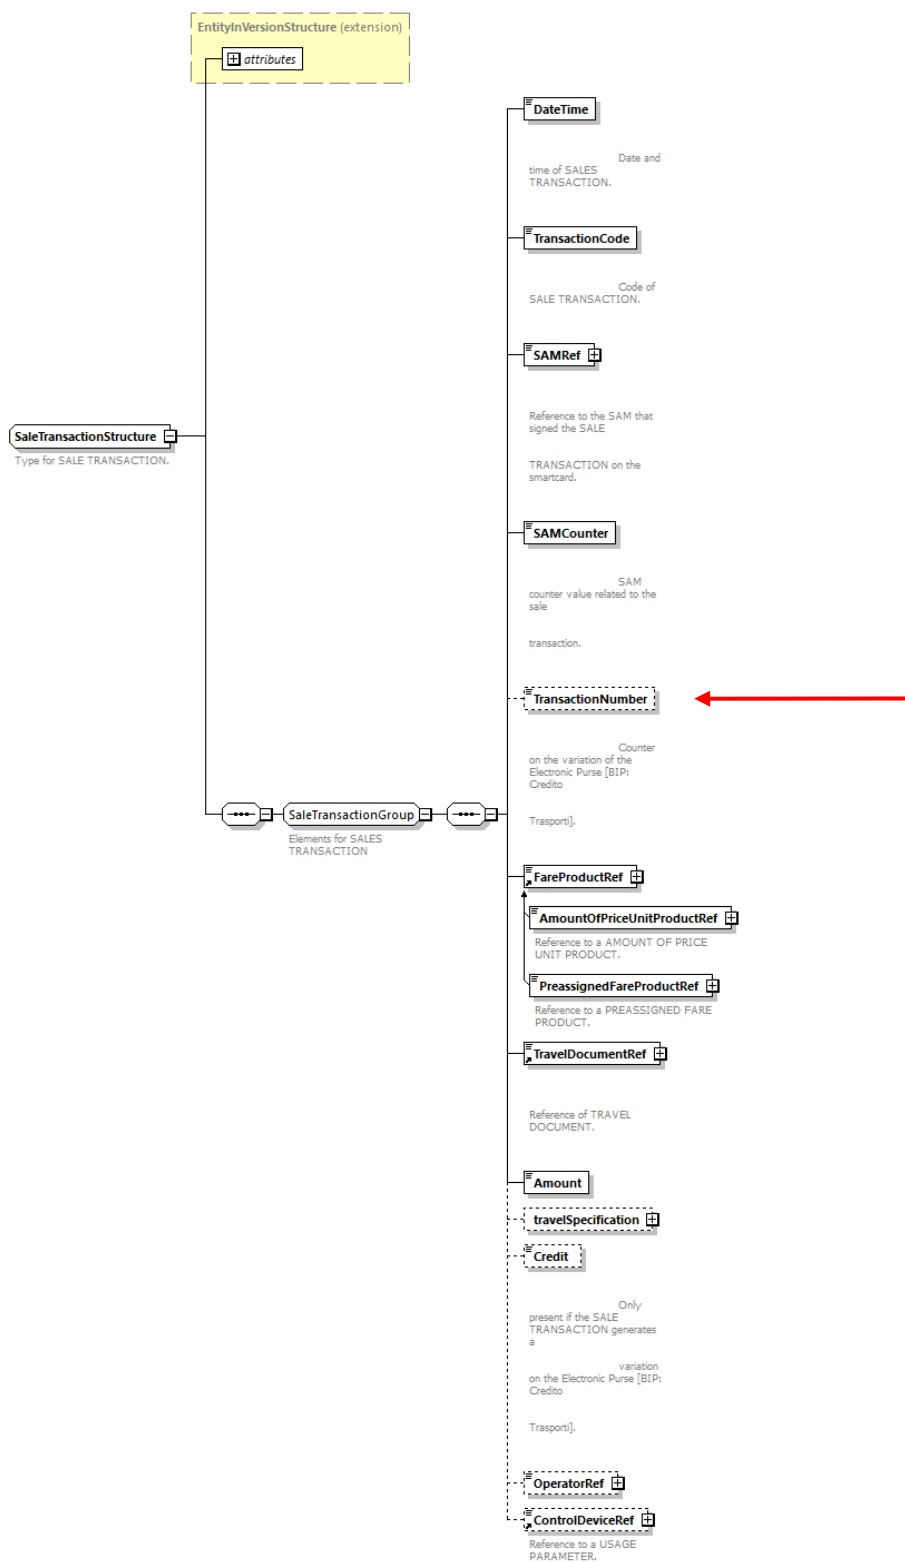 EntityInVersionStructure (extension)
attributes
DateTime
Date and
time of SALES
TRANSACTION.
TransactionCode
Code of
SALE TRANSACTION.
SAMRef
Reference to the SAM that
signed the SALE
TRANSACTION on the
smartcard.
SaleTransactionStructure
Type for SALE TRANSACTION.
SAMCounter
SAM
counter value related to the
sale
transaction.
TransactionNumber
Counter
on the variation of the
Electronic Purse [BIP:
Credito
Trasporti].
SaleTransactionGroup
Elements for SALES
TRANSACTION
FareProductRef
AmountOfPriceUnitProductRef
Reference to a AMOUNT OF PRICE
UNIT PRODUCT.
PreassignedFareProductRef
Reference to a PREASSIGNED FARE
PRODUCT.
TravelDocumentRef
Reference of TRAVEL
DOCUMENT.
Amount
travelSpecification
Credit
Only
present if the SALE
TRANSACTION generates
a
variation
on the Electronic Purse [BIP:
Credito
Trasporti].
OperatorRef
ControlDeviceRef
Reference to a USAGE
PARAMETER.